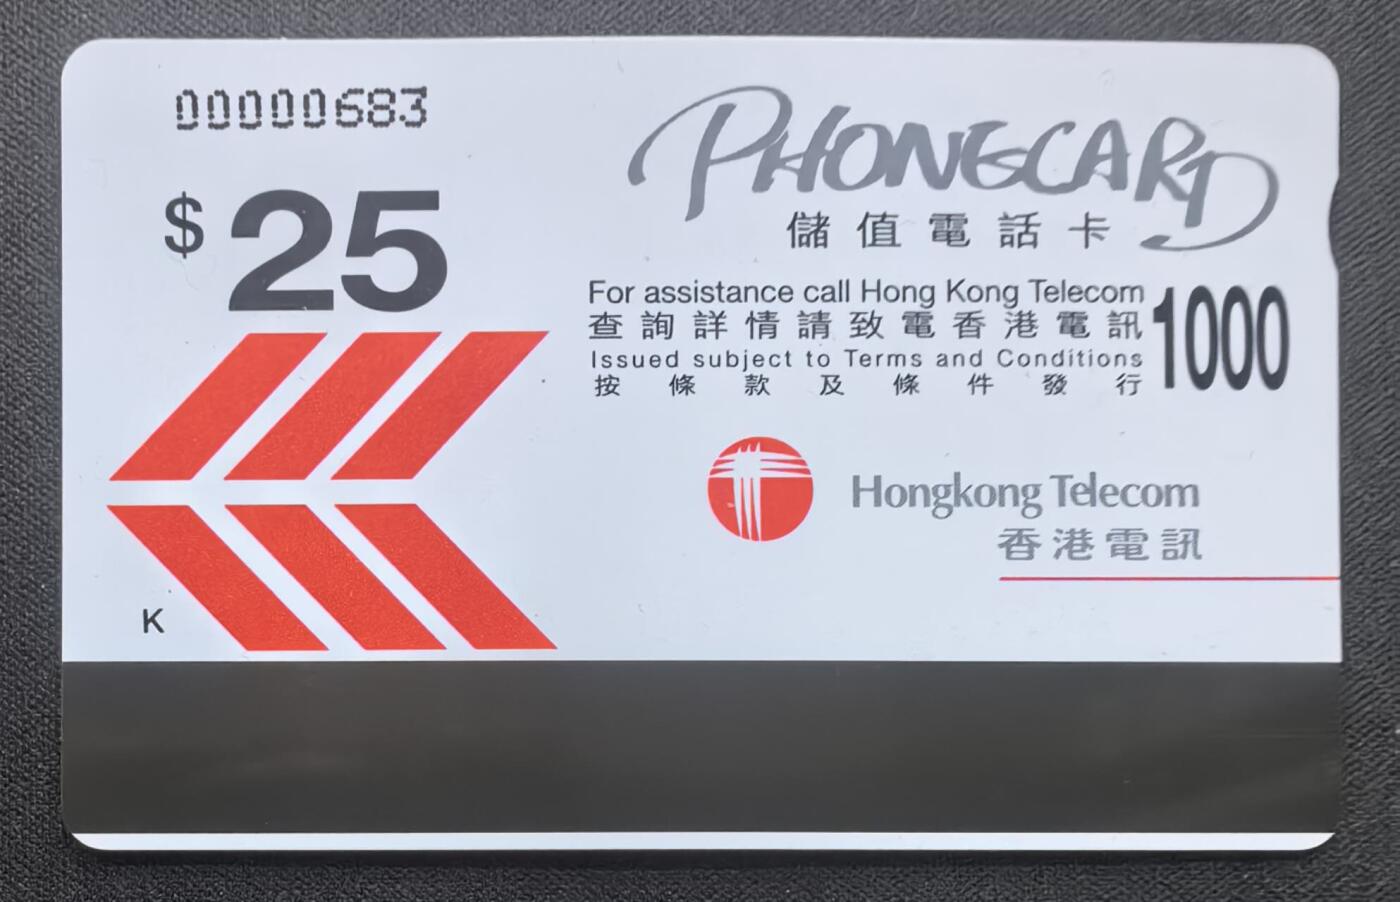 00000683
$25
PHONECARD
儲值電話卡
For assistance call Hong Kong Telecom 1000
查詢詳情請致電香港電訊
Issued subject to Terms and Conditions
按條款及條件發行
Hongkong Telecom
香港電訊
K